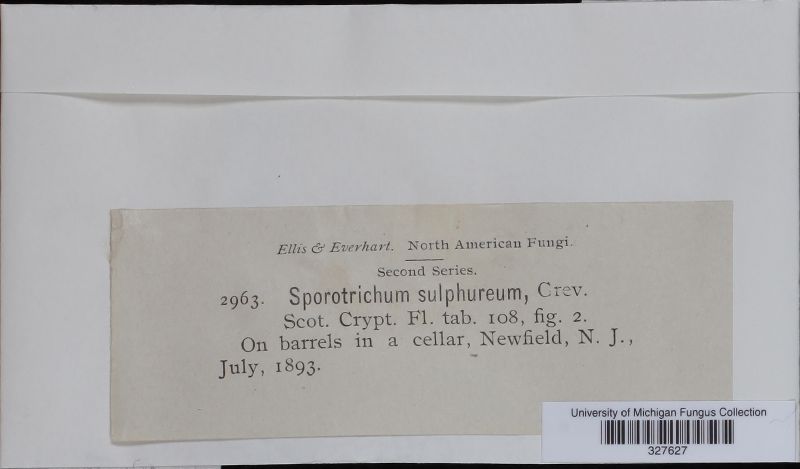 Ellis & Everhart. North American Fungi.
Second Series.
2963. Sporotrichum sulphureum, Grev.
Scot. Crypt. Fl. tab. 108, fig. 2.
On barrels in a cellar, Newfield, N. J.,
July, 1893.
University of Michigan Fungus Collection
327627